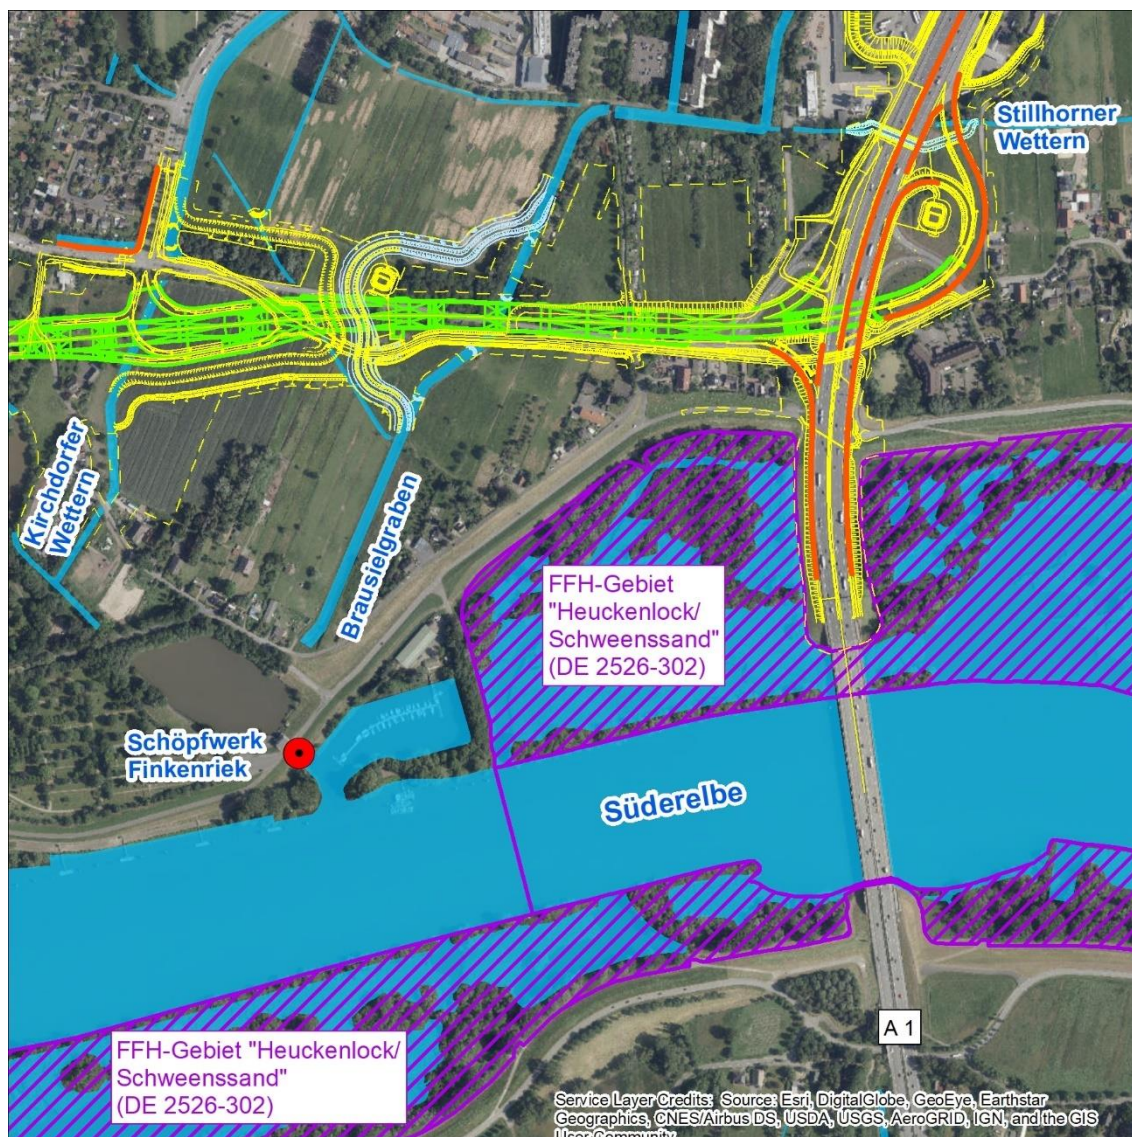 Stillhorner
Wettern
Kirchdorfer
Wettern
Brausielgraben
FFH-Gebiet
"Heuckenlock/
Schweenssand"
(DE 2526-302)
Schöpfwerk
Finkenriek
Süderelbe
A 1
FFH-Gebiet "Heuckenlock/
Schweenssand"
(DE 2526-302)
Service Layer Credits: Source: Esri, DigitalGlobe, GeoEye, Earthstar
Geographics, CNES/Airbus DS, USDA, USGS, AeroGRID, IGN, and the GIS
User Community